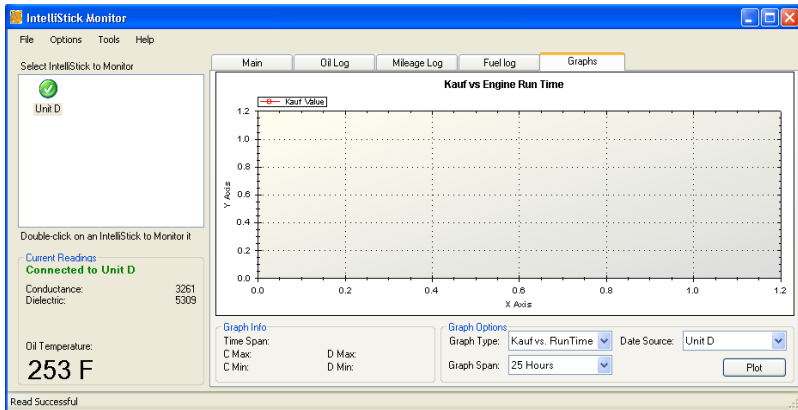 IntelliStick Monitor
File Options Tools Help
Select IntelliStick to Monitor
Unit D
Double-click on an IntelliStick to Monitor it
Current Readings
Connected to Unit D
Conductance: 3261
Dielectric: 5309
Oil Temperature:
253 F
Main Oil Log Mileage Log Fuel log Graphs
Kauf vs Engine Run Time
Kauf Value
Y Axis
1.2
1.0
0.8
0.6
0.4
0.2
0.0
0.0 0.2 0.4 0.6 0.8 1.0 1.2
X Axis
Graph Info
Time Span:
C Max: D Max:
C Min: D Min:
Graph Options
Graph Type: Kauf vs. RunTime Date Source: Unit D
Graph Span: 25 Hours Plot
Read Successful